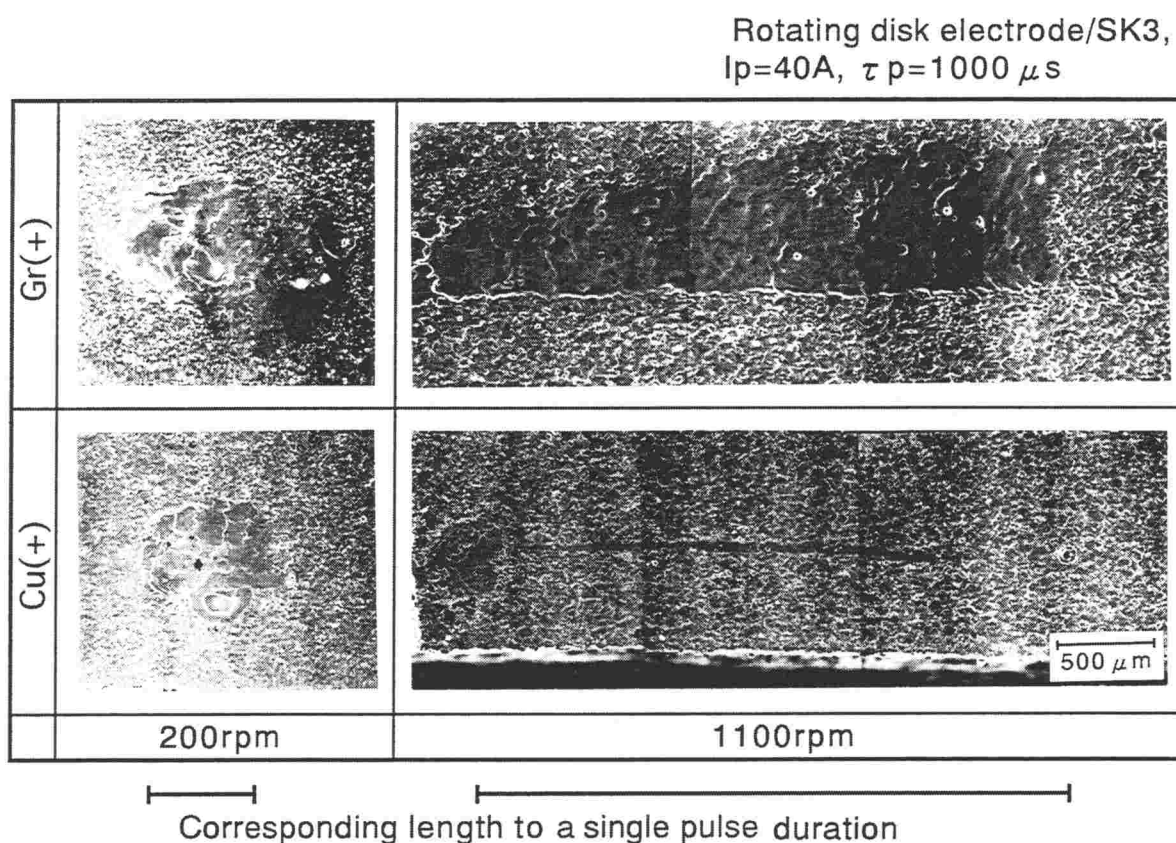 Rotating disk electrode/SK3,
Ip=40A, τp=1000 μs
Gr(+)
Cu(+)
500 μm
200rpm
1100rpm
Corresponding length to a single pulse duration